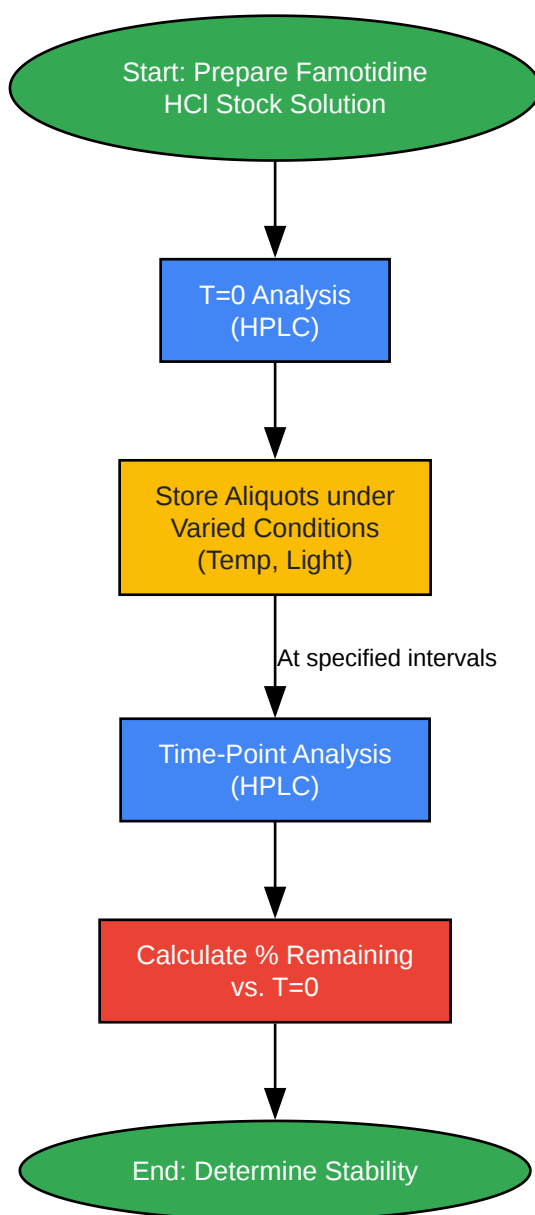 Start: Prepare Famotidine
HCl Stock Solution
T=0 Analysis
(HPLC)
Store Aliquots under
Varied Conditions
(Temp, Light)
At specified intervals
Time-Point Analysis
(HPLC)
Calculate % Remaining
vs. T=0
End: Determine Stability